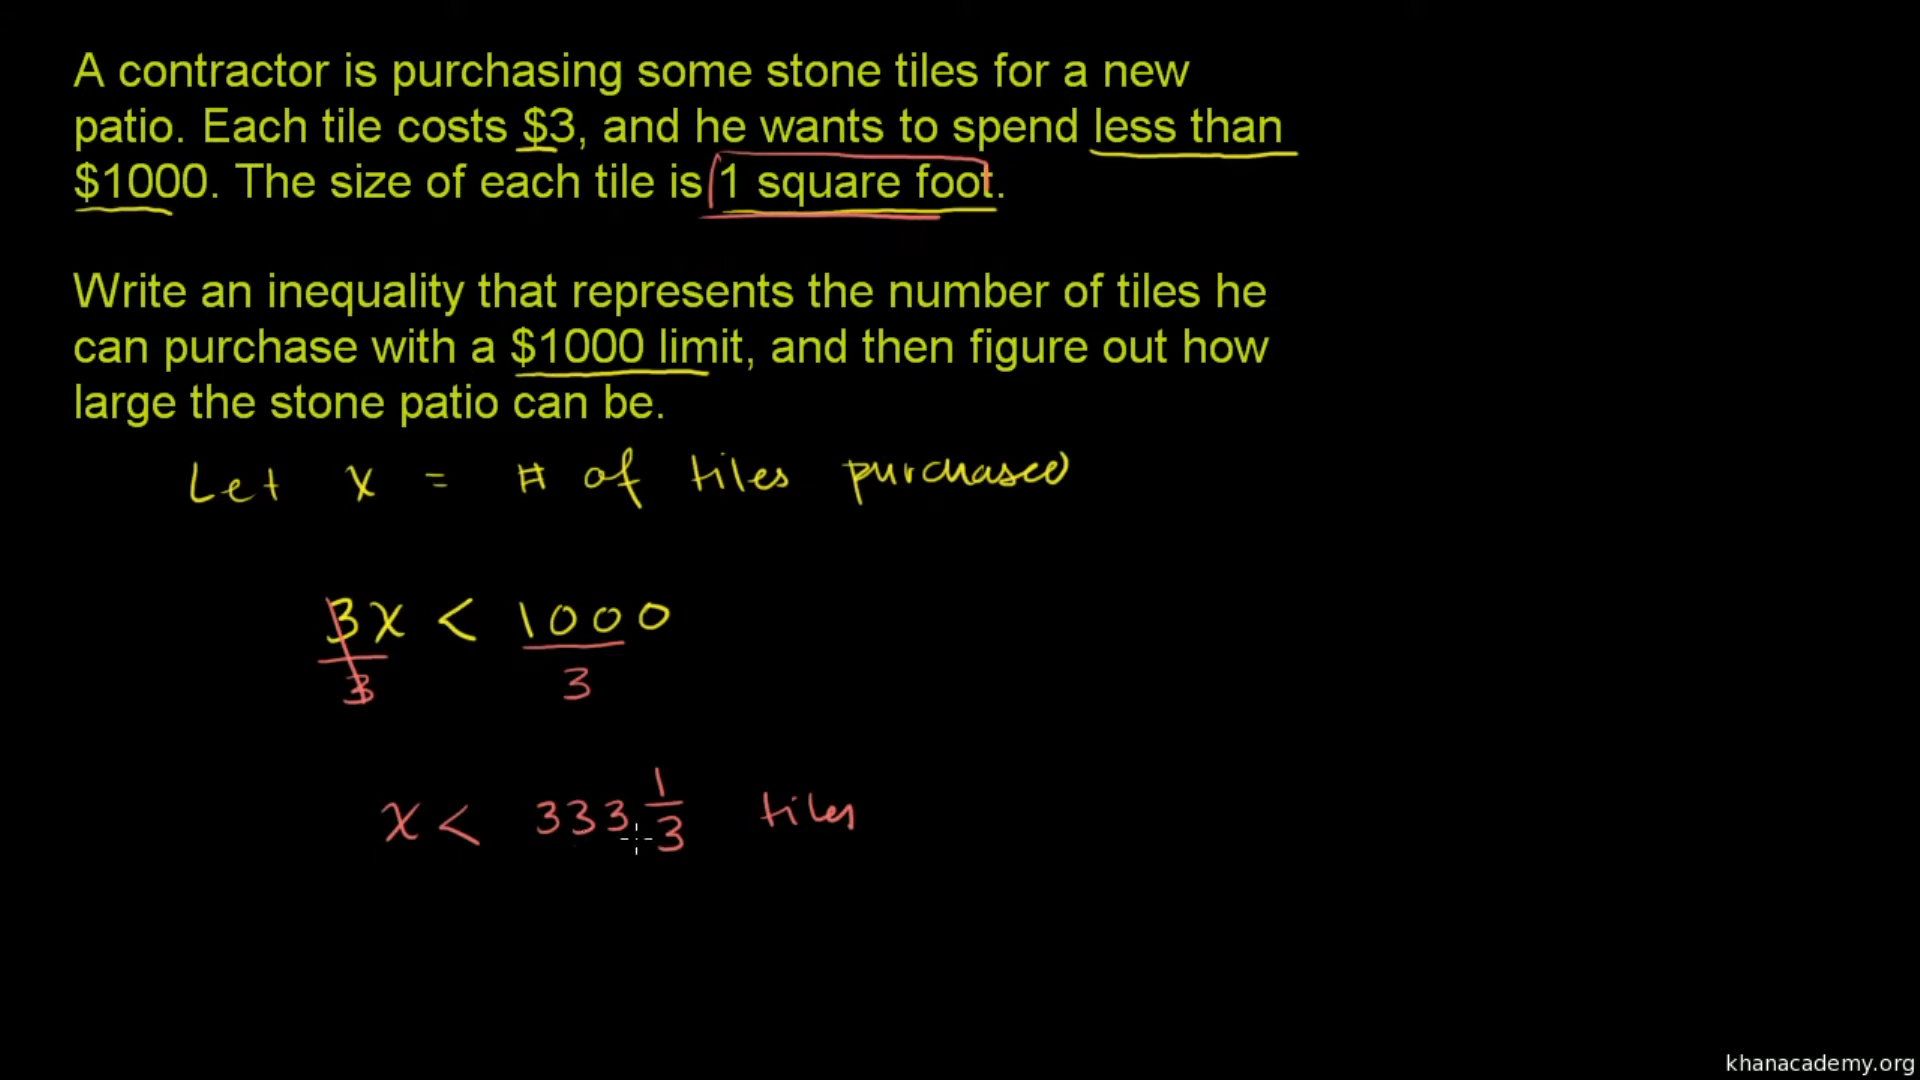 A contractor is purchasing some stone tiles for a new
patio. Each tile costs $3, and he wants to spend less than
$1000. The size of each tile is 1 square foot.
Write an inequality that represents the number of tiles he
can purchase with a $1000 limit, and then figure out how
large the stone patio can be.
Let x = # of tiles purchased
3x < 1000
3 3
x < 333 1/3 tiles
khanacademy.org